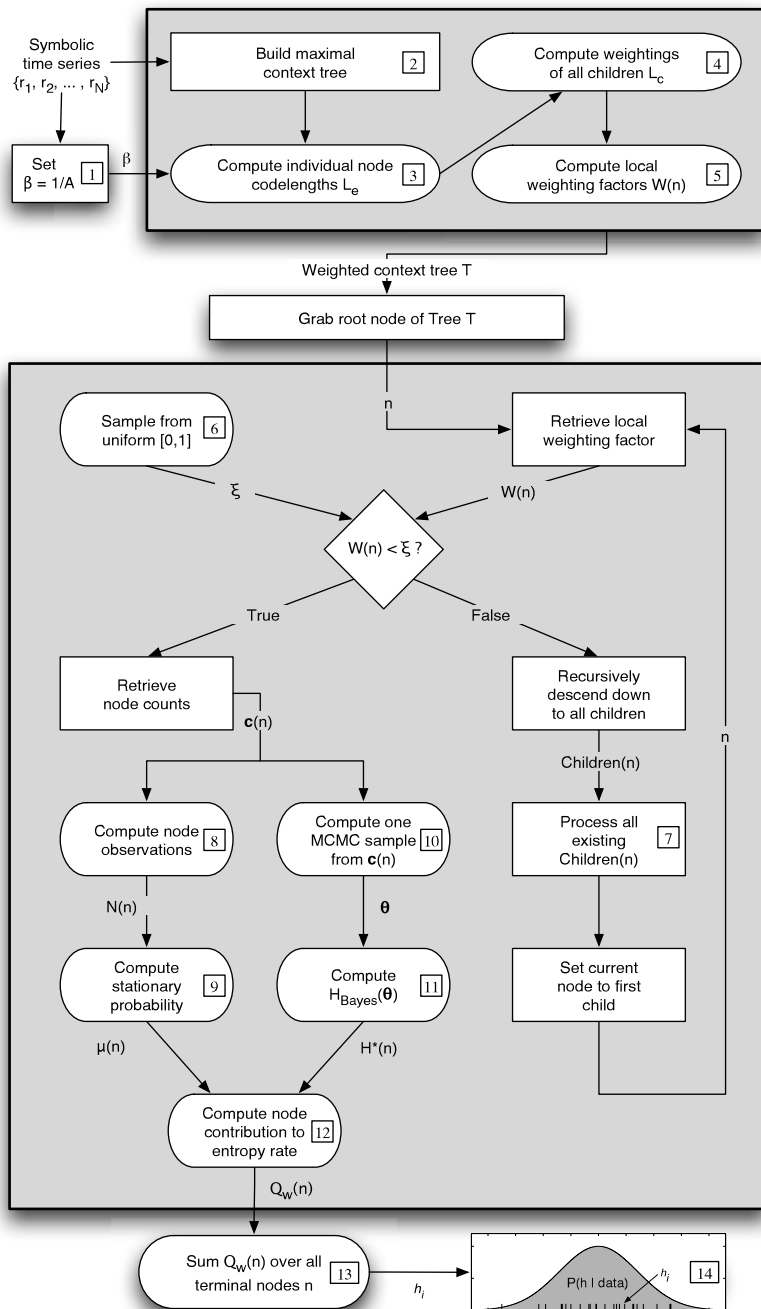 Symbolic
time series
{r1, r2, ... , rN}
Build maximal
context tree
2
Compute weightings
of all children Lc
4
Set
β = 1/A
1
β
Compute individual node
codelengths Le
3
Compute local
weighting factors W(n)
5
Weighted context tree T
Grab root node of Tree T
n
Sample from
uniform [0,1]
6
Retrieve local
weighting factor
ξ
W(n)
W(n) < ξ ?
True
False
Retrieve
node counts
c(n)
Recursively
descend down
to all children
n
Children(n)
Compute node
observations
8
Compute one
MCMC sample
from c(n)
10
Process all
existing
Children(n)
7
N(n)
θ
Compute
stationary
probability
9
Compute
HBayes(θ)
11
Set current
node to first
child
μ(n)
H*(n)
Compute node
contribution to
entropy rate
12
Qw(n)
Sum Qw(n) over all
terminal nodes n
13
hi
P(h | data)
hi
14